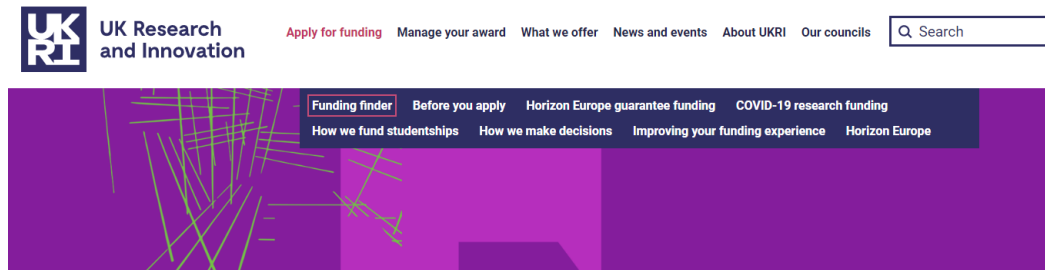 UK
RI
UK Research
and Innovation
Apply for funding Manage your award What we offer News and events About UKRI Our councils Search
Funding finder Before you apply Horizon Europe guarantee funding COVID-19 research funding
How we fund studentships How we make decisions Improving your funding experience Horizon Europe